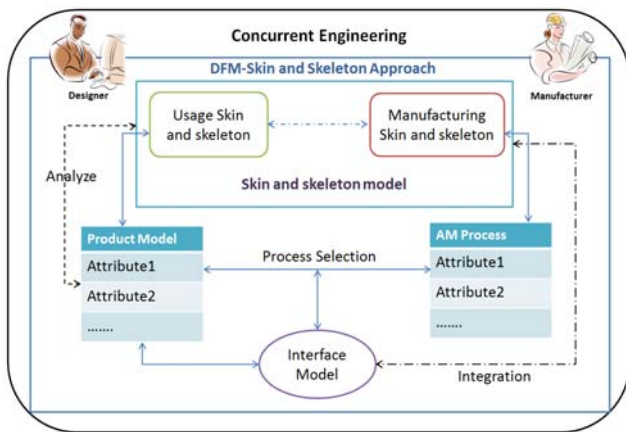 Concurrent Engineering
DFM-Skin and Skeleton Approach
Designer
Manufacturer
Usage Skin
and skeleton
Manufacturing
Skin and skeleton
Analyze
Skin and skeleton model
Product Model
Attribute1
Attribute2
.......
AM Process
Attribute1
Attribute2
.......
Process Selection
Interface
Model
Integration